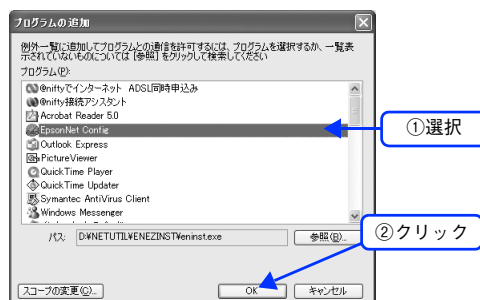 プログラムの追加
例外一覧に追加してプログラムとの通信を許可するには、プログラムを選択するか、一覧表
示されていないものについては [参照] をクリックして検索してください
プログラム(P):
@niftyでインターネット ADSL同時申込み
@nifty接続アシスタント
Acrobat Reader 5.0
EpsonNet Config
①選択
Outlook Express
PictureViewer
QuickTime Player
QuickTime Updater
Symantec AntiVirus Client
Windows Messenger
パス:
D:¥NETUTIL¥ENEZINST¥eninst.exe
参照(B)...
②クリック
スコープの変更(C)...
OK
キャンセル